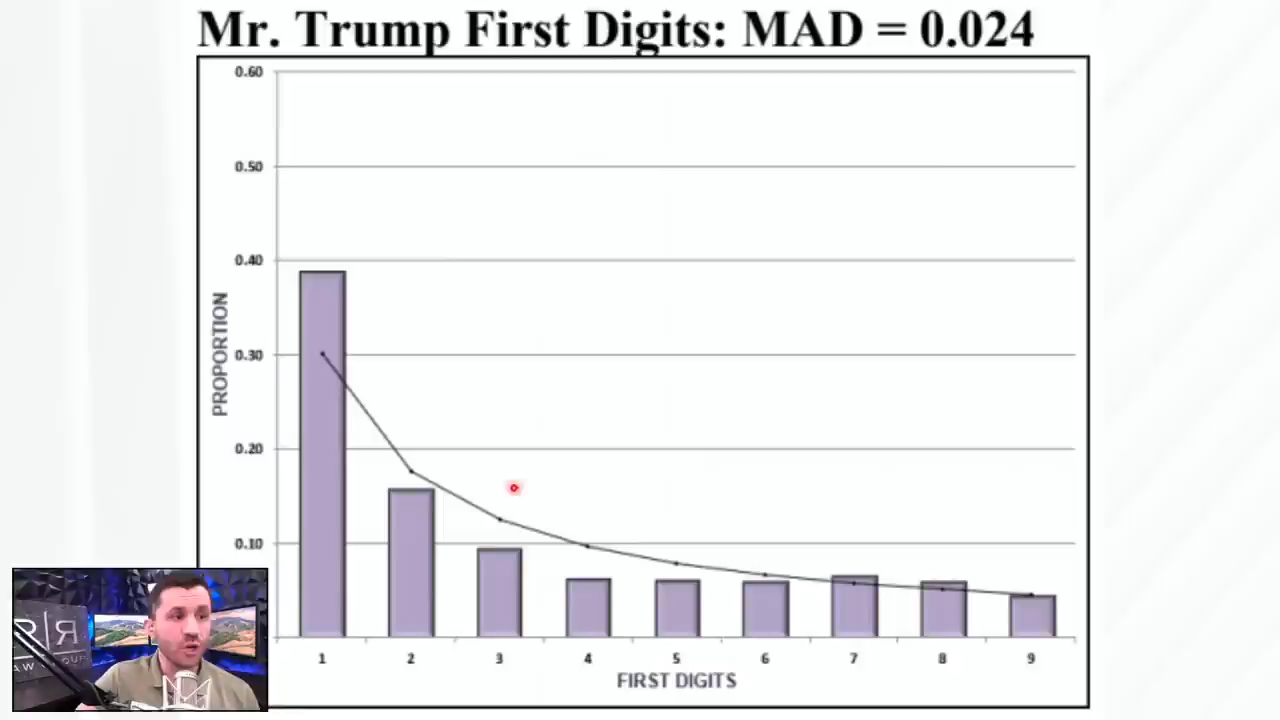 Mr. Trump First Digits: MAD = 0.024
0.60
0.50
0.40
0.30
0.20
0.10
PROPORTION
1 2 3 4 5 6 7 8 9
FIRST DIGITS
R|R